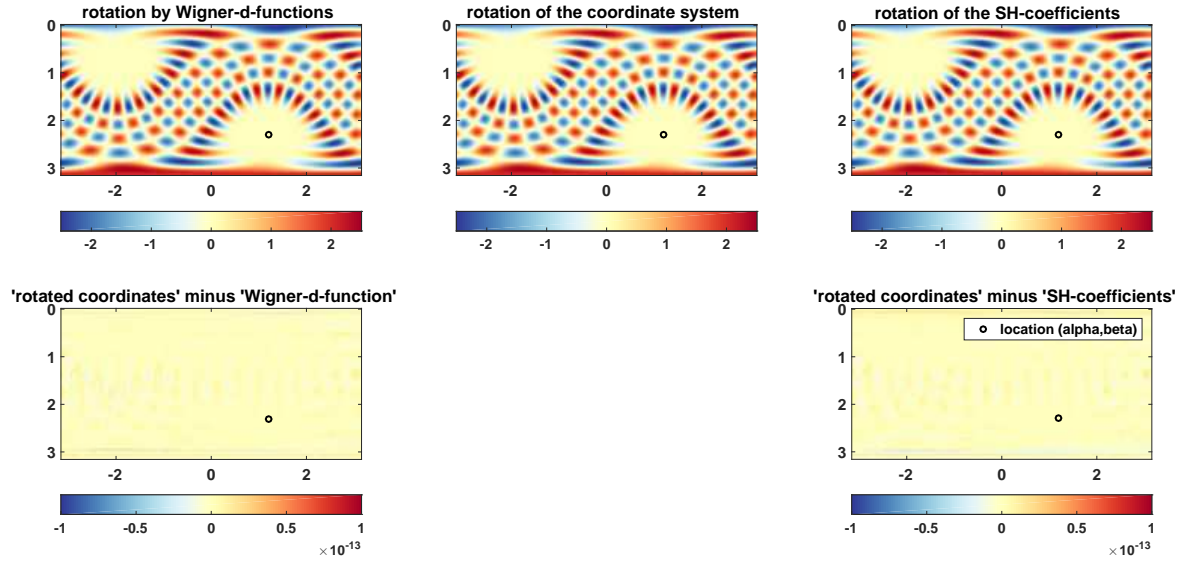 rotation by Wigner-d-functions
0
1
2
3
-2 0 2
-2 -1 0 1 2
rotation of the coordinate system
0
1
2
3
-2 0 2
-2 -1 0 1 2
rotation of the SH-coefficients
0
1
2
3
-2 0 2
-2 -1 0 1 2
'rotated coordinates' minus 'Wigner-d-function'
0
1
2
3
-2 0 2
-1 -0.5 0 0.5 1
×10-13
'rotated coordinates' minus 'SH-coefficients'
location (alpha,beta)
0
1
2
3
-2 0 2
-1 -0.5 0 0.5 1
×10-13